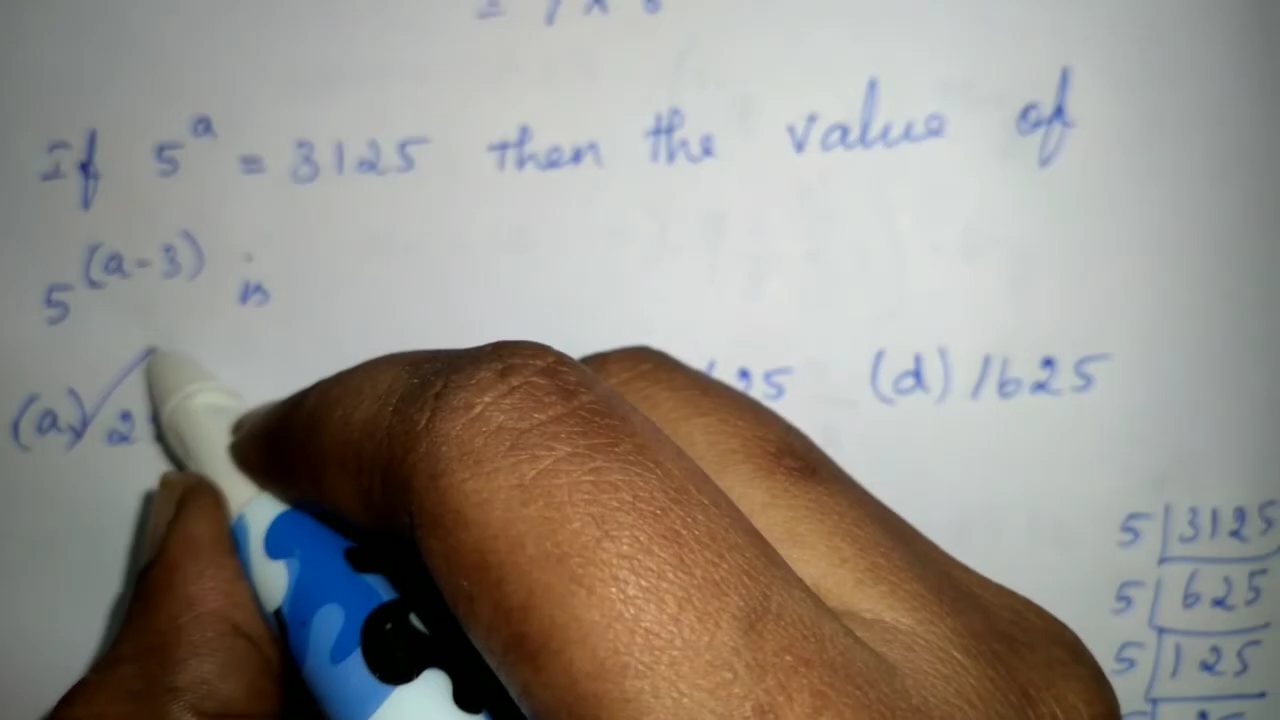 If 5^a = 3125 then the value of
5^(a-3) is
(a) 2 (d) 1625
5 | 3125
5 | 625
5 | 125